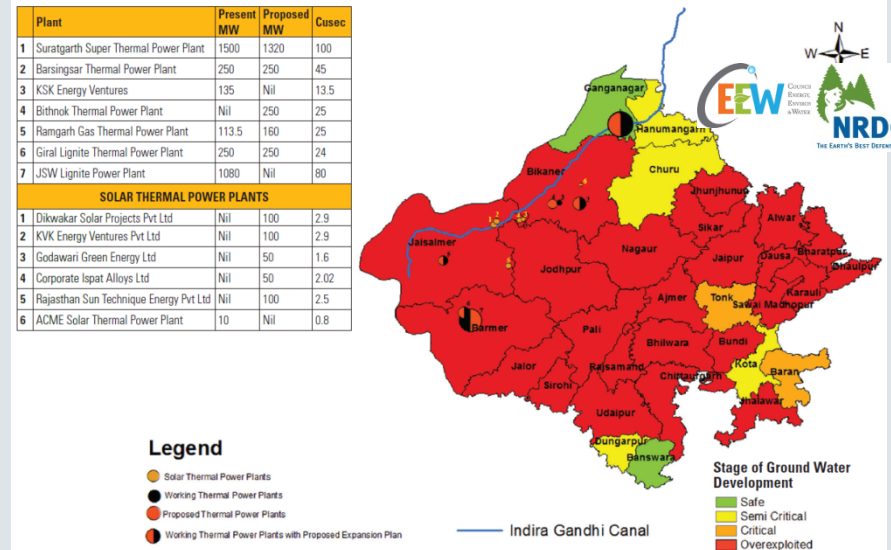 Plant Present MW Proposed MW Cusec
1 Suratgarth Super Thermal Power Plant 1500 1320 100
2 Barsingsar Thermal Power Plant 250 250 45
3 KSK Energy Ventures 135 Nil 13.5
4 Bithnok Thermal Power Plant Nil 250 25
5 Ramgarh Gas Thermal Power Plant 113.5 160 25
6 Giral Lignite Thermal Power Plant 250 250 24
7 JSW Lignite Power Plant 1080 Nil 80
SOLAR THERMAL POWER PLANTS
1 Dikwakar Solar Projects Pvt Ltd Nil 100 2.9
2 KVK Energy Ventures Pvt Ltd Nil 100 2.9
3 Godawari Green Energy Ltd Nil 50 1.6
4 Corporate Ispat Alloys Ltd Nil 50 2.02
5 Rajasthan Sun Technique Energy Pvt Ltd Nil 100 2.5
6 ACME Solar Thermal Power Plant 10 Nil 0.8
N
W E
EEW
COUNCIL
ENERGY,
ENVIRON
& WATER
NRDC
THE EARTH'S BEST DEFENS
Ganganagar
Hanumangarh
Bikaner
Churu
Jhunjhunun
Sikar
Alwar
Jaisalmer
Nagaur
Jaipur
Dausa
Bharatpur
Dhaulpur
Jodhpur
Karauli
Ajmer
Tonk
Sawai Madhopur
Barmer
Pali
Bhilwara
Bundi
Kota
Baran
Jalor
Rajsamand
Chittaurgarh
Sirohi
Jhalawar
Udaipur
Dungarpur
Banswara
Legend
Solar Thermal Power Plants
Working Thermal Power Plants
Proposed Thermal Power Plants
Working Thermal Power Plants with Proposed Expansion Plan
Indira Gandhi Canal
Stage of Ground Water
Development
Safe
Semi Critical
Critical
Overexploited